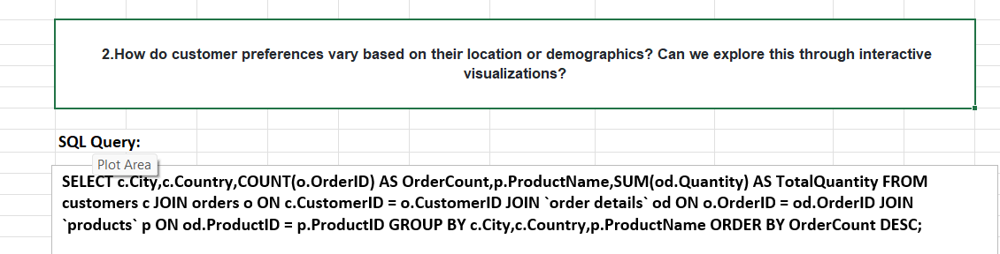 2.How do customer preferences vary based on their location or demographics? Can we explore this through interactive
visualizations?
SQL Query:
Plot Area
SELECT c.City,c.Country,COUNT(o.OrderID) AS OrderCount,p.ProductName,SUM(od.Quantity) AS TotalQuantity FROM
customers c JOIN orders o ON c.CustomerID = o.CustomerID JOIN `order details` od ON o.OrderID = od.OrderID JOIN
`products` p ON od.ProductID = p.ProductID GROUP BY c.City,c.Country,p.ProductName ORDER BY OrderCount DESC;